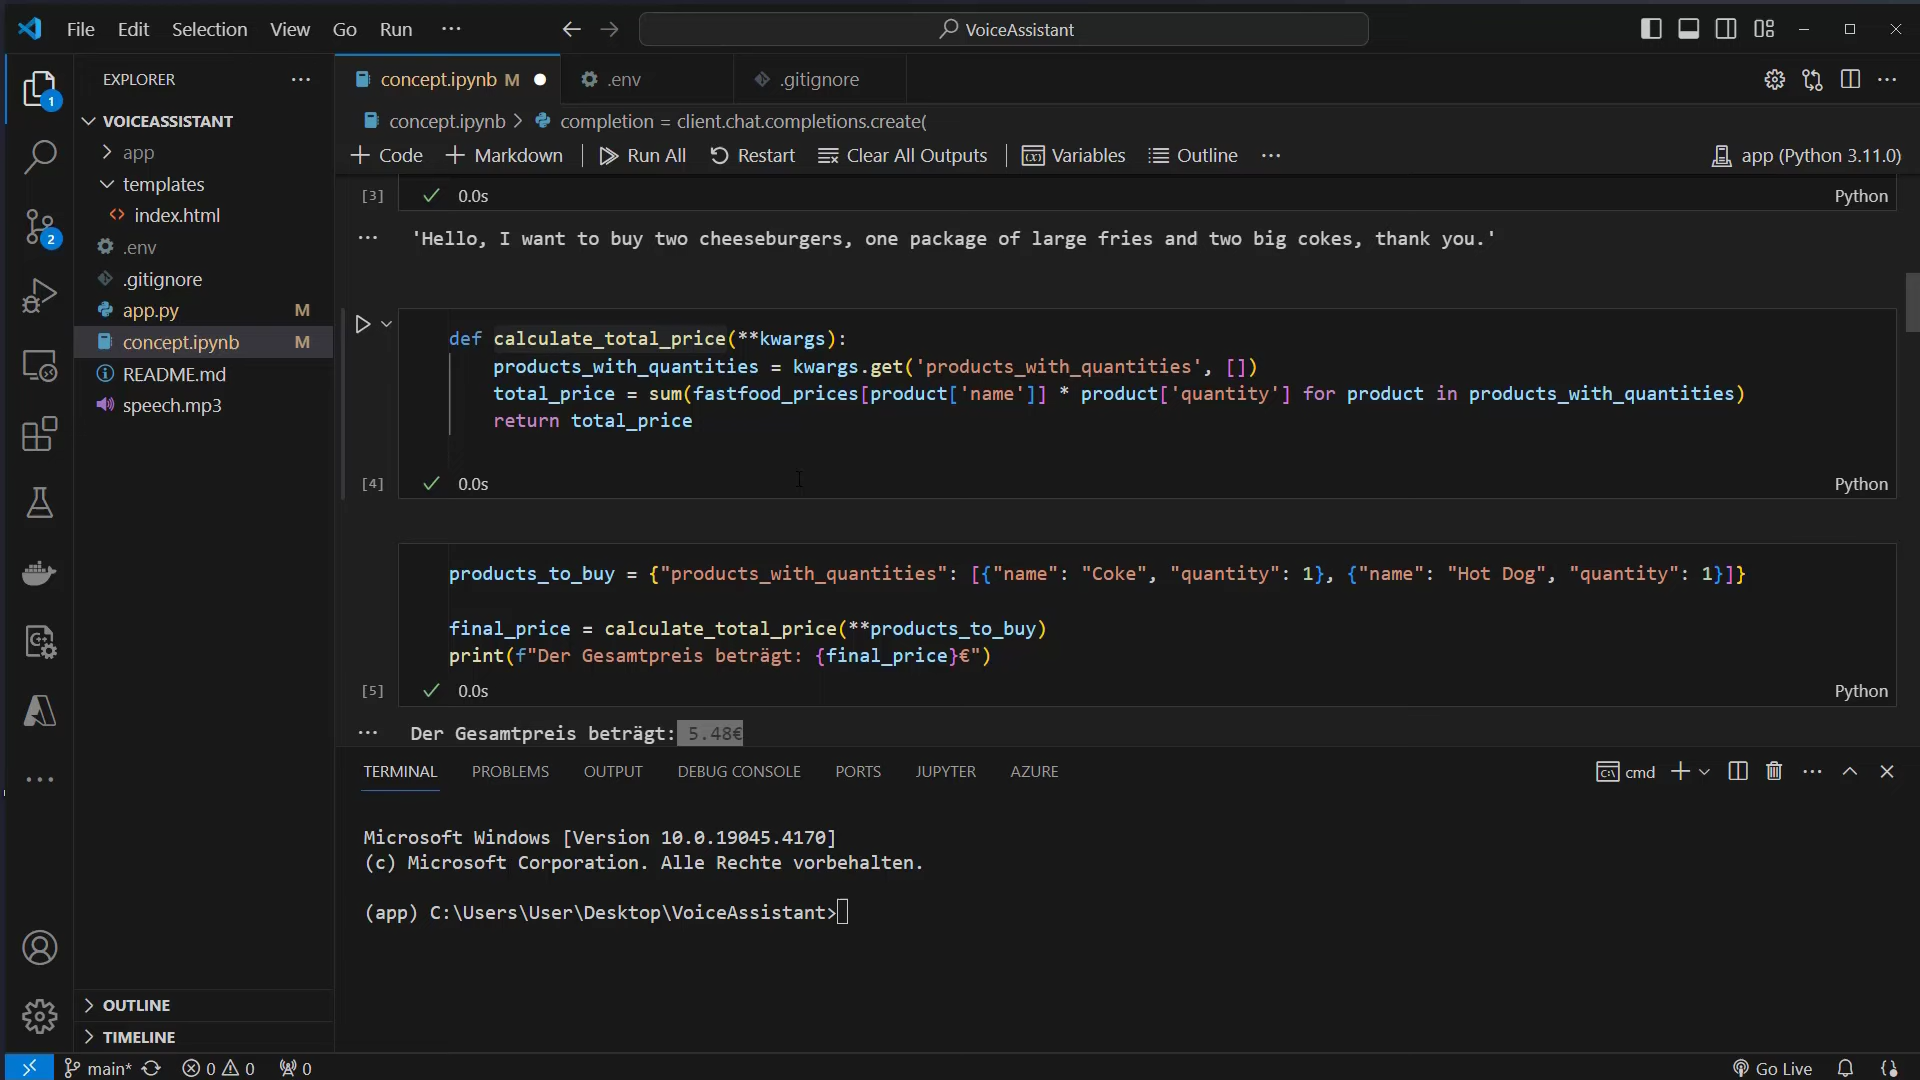 File Edit Selection View Go Run ···
VoiceAssistant
EXPLORER ···
VOICEASSISTANT
app
templates
index.html
.env
.gitignore
app.py M
concept.ipynb M
README.md
speech.mp3
OUTLINE
TIMELINE
1
2
concept.ipynb M .env .gitignore
concept.ipynb > completion = client.chat.completions.create(
Code Markdown Run All Restart Clear All Outputs Variables Outline ··· app (Python 3.11.0)
[3] 0.0s Python
'Hello, I want to buy two cheeseburgers, one package of large fries and two big cokes, thank you.'
def calculate_total_price(**kwargs):
products_with_quantities = kwargs.get('products_with_quantities', [])
total_price = sum(fastfood_prices[product['name']] * product['quantity'] for product in products_with_quantities)
return total_price
[4] 0.0s Python
products_to_buy = {"products_with_quantities": [{"name": "Coke", "quantity": 1}, {"name": "Hot Dog", "quantity": 1}]}
final_price = calculate_total_price(**products_to_buy)
print(f"Der Gesamtpreis beträgt: {final_price}€")
[5] 0.0s Python
Der Gesamtpreis beträgt: 5.48€
TERMINAL PROBLEMS OUTPUT DEBUG CONSOLE PORTS JUPYTER AZURE cmd
Microsoft Windows [Version 10.0.19045.4170]
(c) Microsoft Corporation. Alle Rechte vorbehalten.
(app) C:\Users\User\Desktop\VoiceAssistant>
main* 0 0 0 Go Live